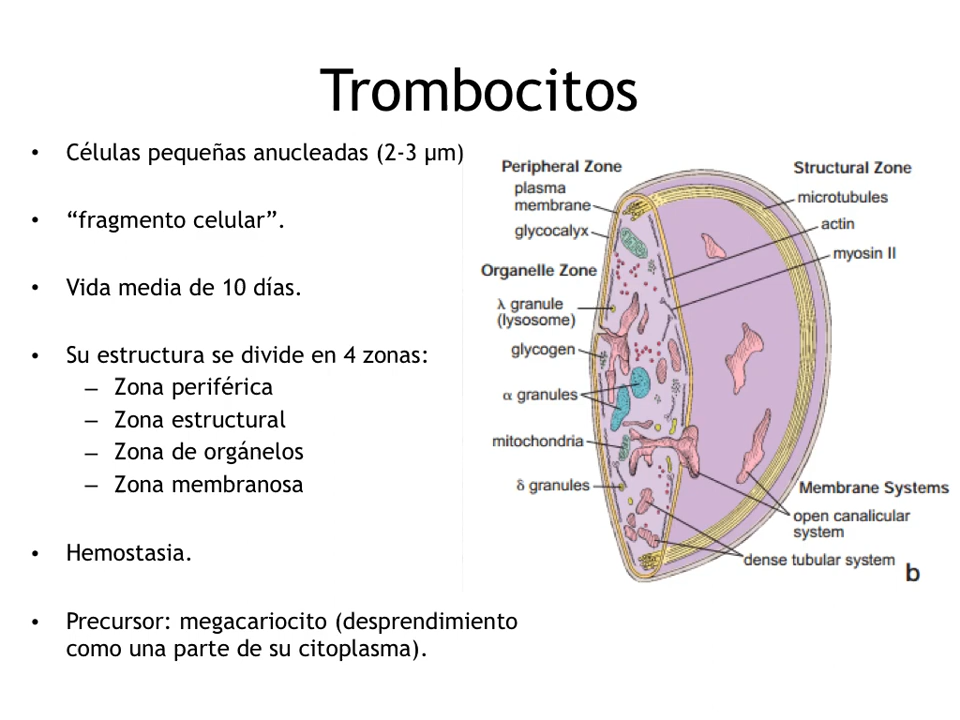 Trombocitos
• Células pequeñas anucleadas (2-3 µm)
• “fragmento celular”.
• Vida media de 10 días.
• Su estructura se divide en 4 zonas:
– Zona periférica
– Zona estructural
– Zona de orgánelos
– Zona membranosa
• Hemostasia.
• Precursor: megacariocito (desprendimiento
como una parte de su citoplasma).
Peripheral Zone
plasma
membrane
glycocalyx
Organelle Zone
λ granule
(lysosome)
glycogen
α granules
mitochondria
δ granules
Structural Zone
microtubules
actin
myosin II
Membrane Systems
open canalicular
system
dense tubular system
b